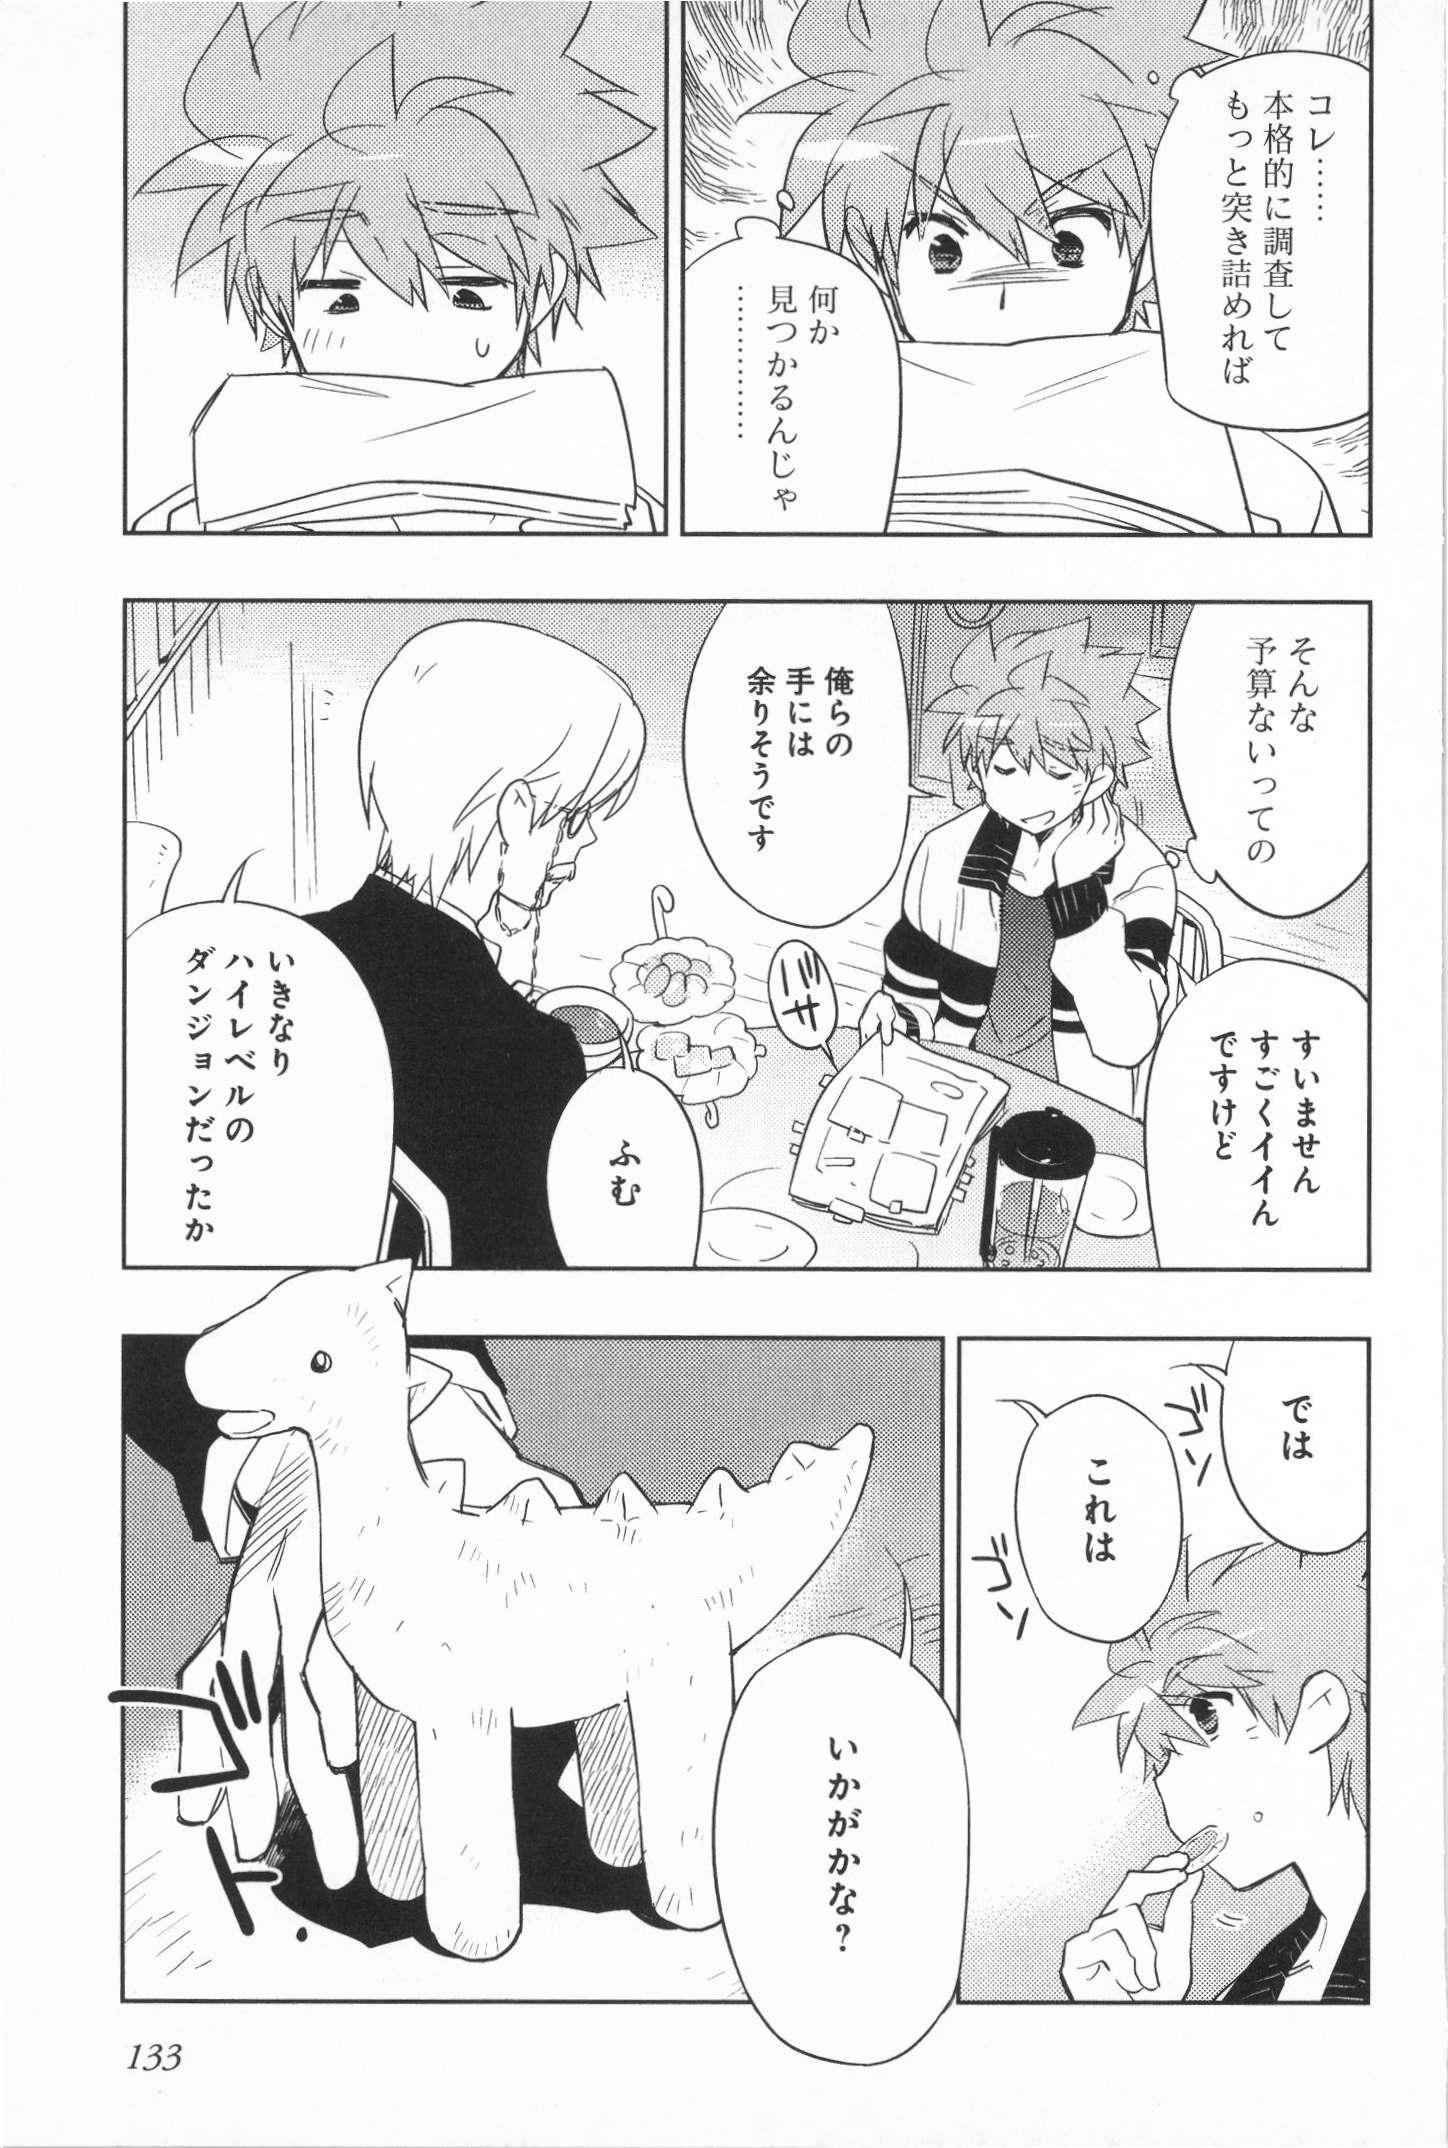 コレ……
本格的に調査して
もっと突き詰めれば
何か
見つかるんじゃ
…………
そんな
予算ないっての
俺らの
手には
余りそうです
すいません
すごくイイん
ですけど
バサ
ふむ
いきなり
ハイレベルの
ダンジョンだったか
では
ゴソ
これは
ゴソ
いかがかな?
133